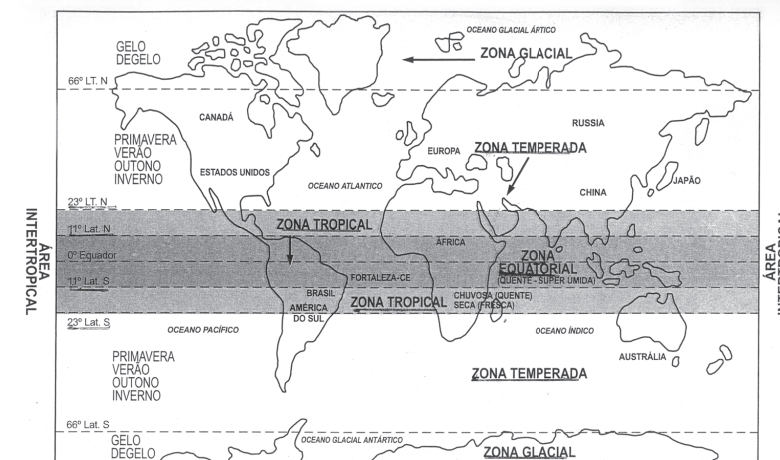 OCEANO GLACIAL ÁFTICO
GELO
DEGELO
ZONA GLACIAL
66º LT. N
CANADÁ
RUSSIA
PRIMAVERA
VERÃO
OUTONO
INVERNO
EUROPA
ZONA TEMPERADA
ESTADOS UNIDOS
OCEANO ATLANTICO
CHINA
JAPÃO
23º LT. N
ÁREA
INTERTROPICAL
ZONA TROPICAL
11º Lat. N
ÁFRICA
0º Equador
ZONA
EQUATORIAL
(QUENTE - SUPER UMIDA)
FORTALEZA-CE
11º Lat. S
BRASIL
ZONA TROPICAL
CHUVOSA (QUENTE)
SECA (FRESCA)
AMÉRICA
DO SUL
23º Lat. S
OCEANO PACÍFICO
OCEANO ÍNDICO
AUSTRÁLIA
ÁREA
PRIMAVERA
VERÃO
OUTONO
INVERNO
ZONA TEMPERADA
66º Lat. S
GELO
DEGELO
OCEANO GLACIAL ANTÁRTICO
ZONA GLACIAL